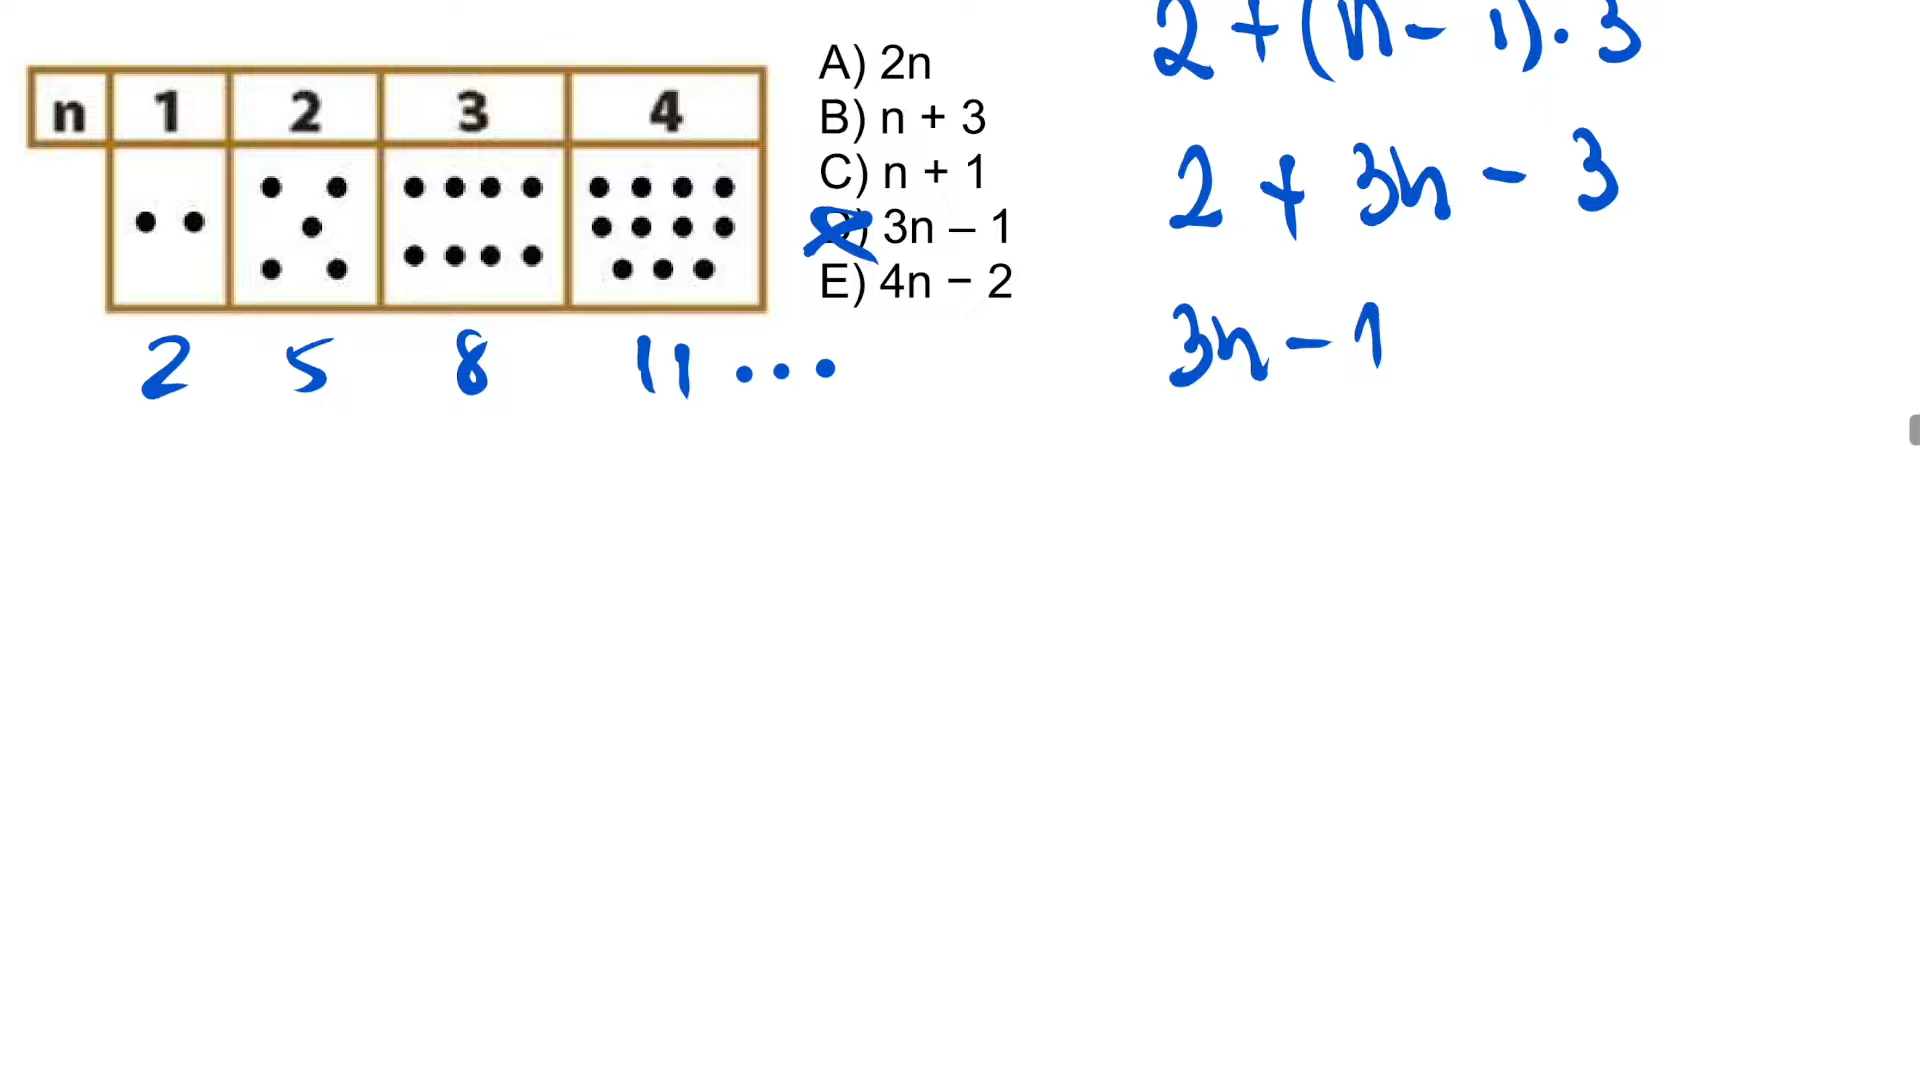 n 1 2 3 4
2 5 8 11 ...
A) 2n
B) n + 3
C) n + 1
D) 3n – 1
E) 4n − 2
2 + (n - 1) · 3
2 + 3n - 3
3n - 1